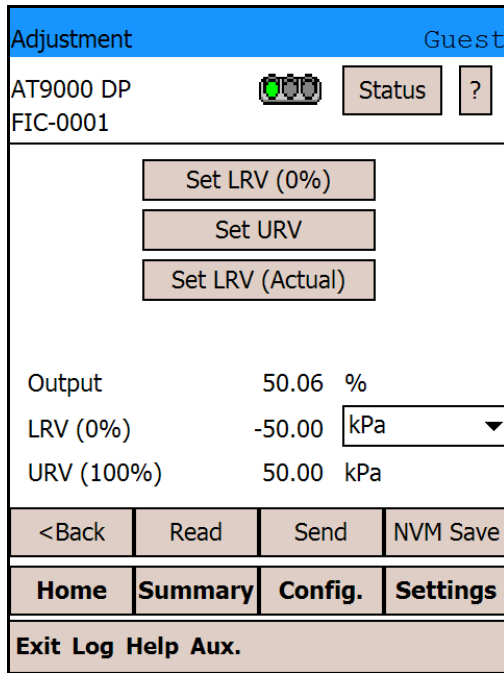 Adjustment Guest
AT9000 DP Status ?
FIC-0001
Set LRV (0%)
Set URV
Set LRV (Actual)
Output 50.06 %
LRV (0%) -50.00 kPa
URV (100%) 50.00 kPa
<Back Read Send NVM Save
Home Summary Config. Settings
Exit Log Help Aux.